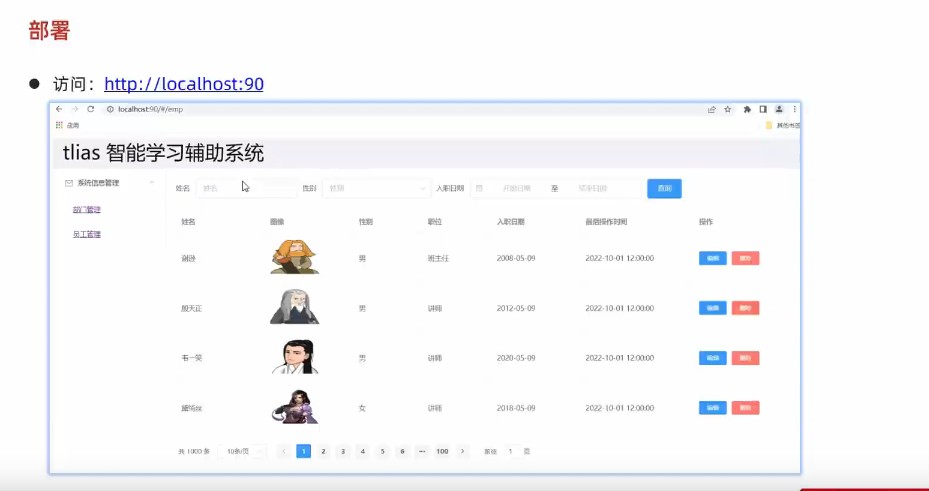 部署
● 访问：http://localhost:90
localhost:90/#/emp
应用
其他书签
tlias 智能学习辅助系统
系统信息管理
姓名 姓名 性别 性别 入职日期 开始日期 至 结束日期 查询
部门管理
员工管理
姓名 图像 性别 职位 入职日期 最后操作时间 操作
谢逊 男 班主任 2008-05-09 2022-10-01 12:00:00 编辑 删除
殷天正 男 讲师 2012-05-09 2022-10-01 12:00:00 编辑 删除
韦一笑 男 讲师 2020-05-09 2022-10-01 12:00:00 编辑 删除
黛绮丝 女 讲师 2018-05-09 2022-10-01 12:00:00 编辑 删除
共 1000 条 10条/页 1 2 3 4 5 6 ··· 100 前往 1 页